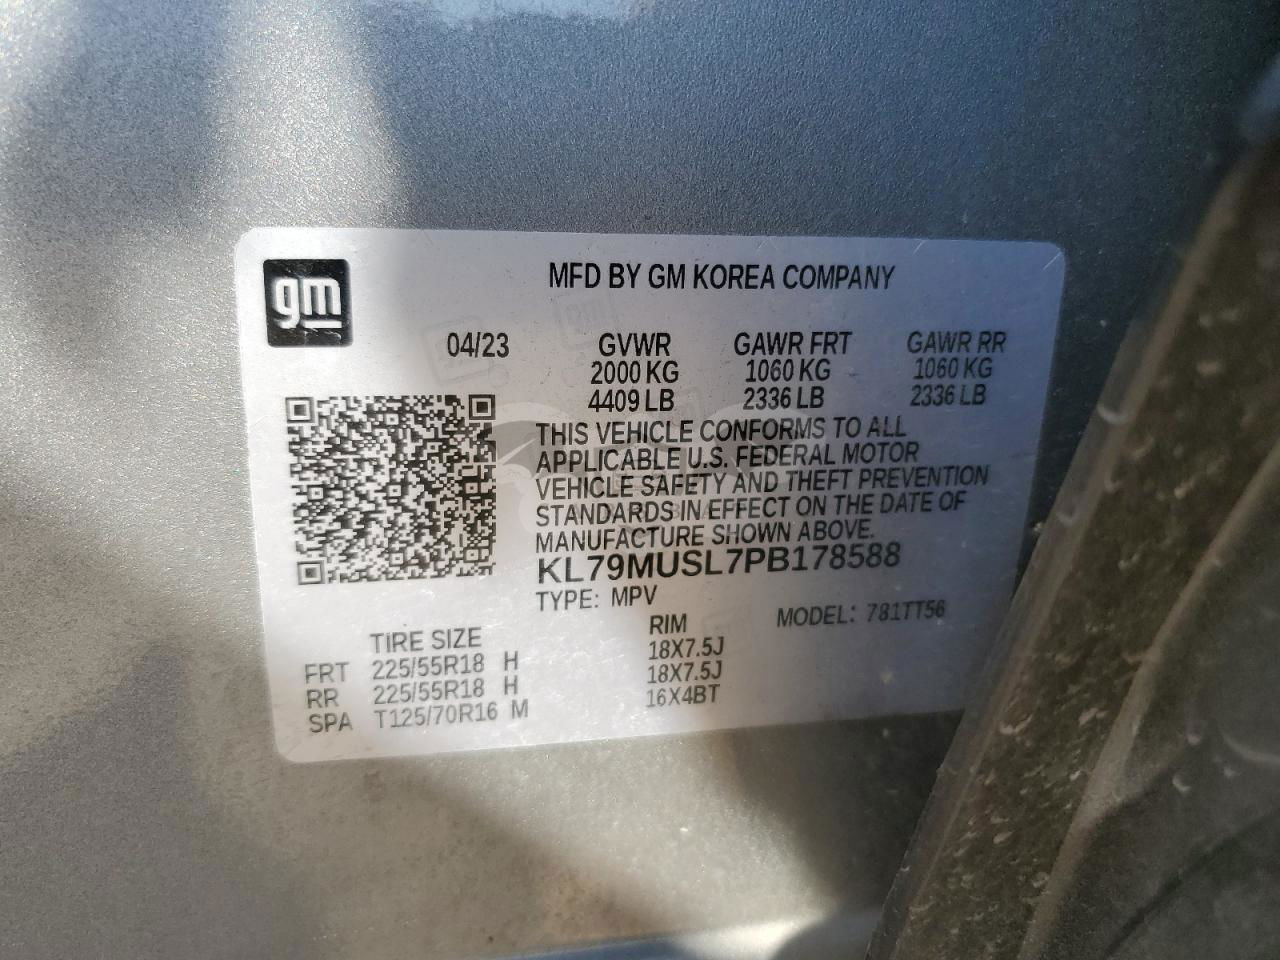 gm
MFD BY GM KOREA COMPANY
04/23 GVWR GAWR FRT GAWR RR
2000 KG 1060 KG 1060 KG
4409 LB 2336 LB 2336 LB
THIS VEHICLE CONFORMS TO ALL
APPLICABLE U.S. FEDERAL MOTOR
VEHICLE SAFETY AND THEFT PREVENTION
STANDARDS IN EFFECT ON THE DATE OF
MANUFACTURE SHOWN ABOVE.
KL79MUSL7PB178588
TYPE: MPV MODEL: 781TT56
TIRE SIZE RIM
FRT 225/55R18 H 18X7.5J
RR 225/55R18 H 18X7.5J
SPA T125/70R16 M 16X4BT